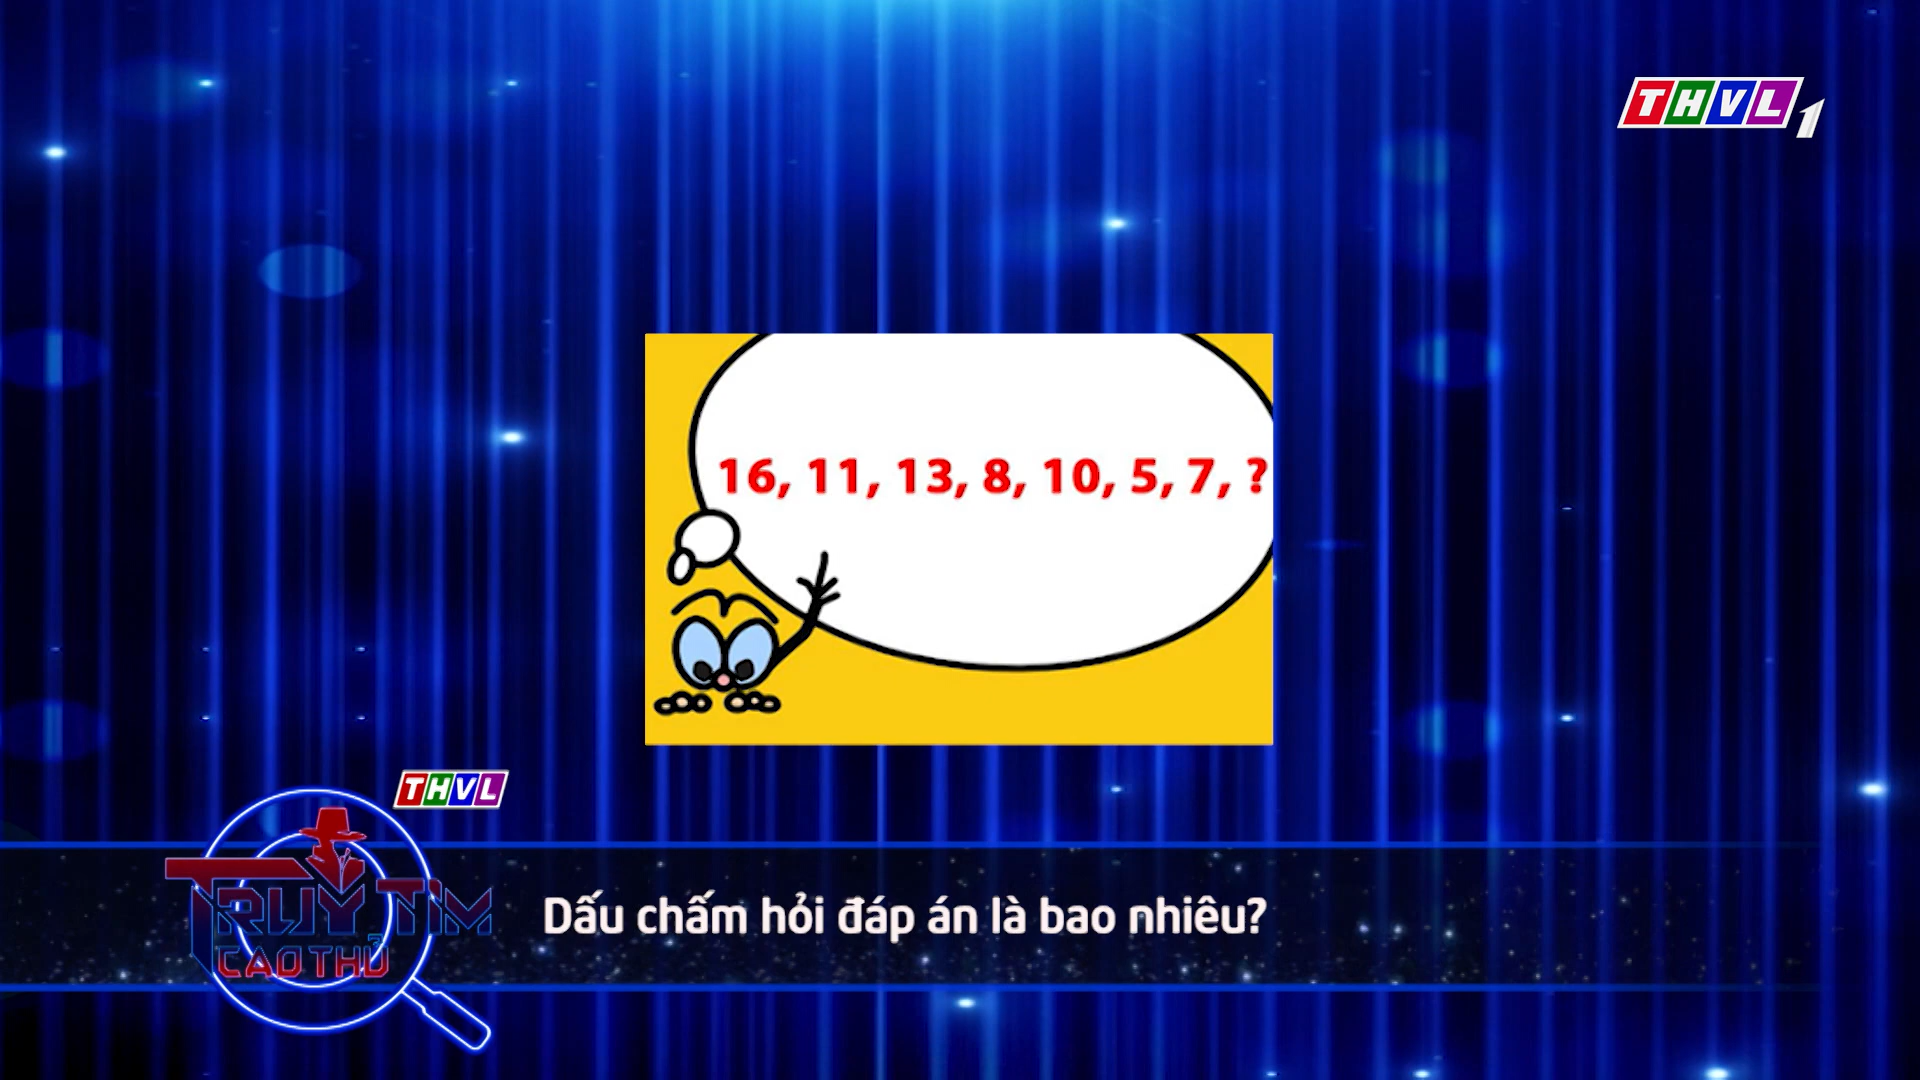 THVL1
16, 11, 13, 8, 10, 5, 7, ?
THVL
TRUY TÌM
CAO THỦ
Dấu chấm hỏi đáp án là bao nhiêu?